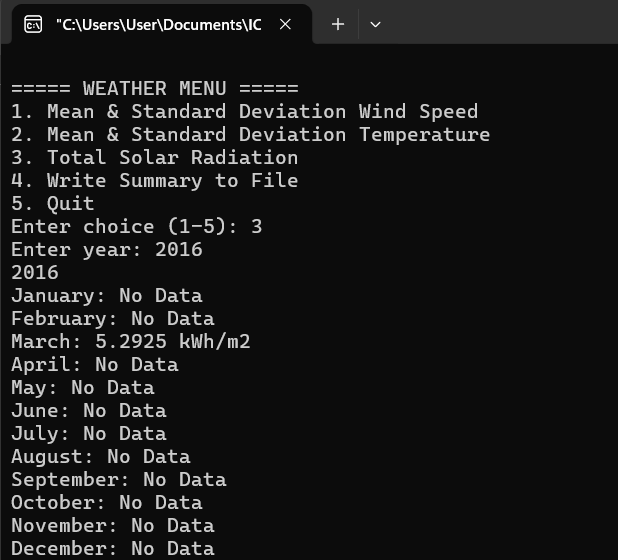 "C:\Users\User\Documents\IC
===== WEATHER MENU =====
1. Mean & Standard Deviation Wind Speed
2. Mean & Standard Deviation Temperature
3. Total Solar Radiation
4. Write Summary to File
5. Quit
Enter choice (1-5): 3
Enter year: 2016
2016
January: No Data
February: No Data
March: 5.2925 kWh/m2
April: No Data
May: No Data
June: No Data
July: No Data
August: No Data
September: No Data
October: No Data
November: No Data
December: No Data